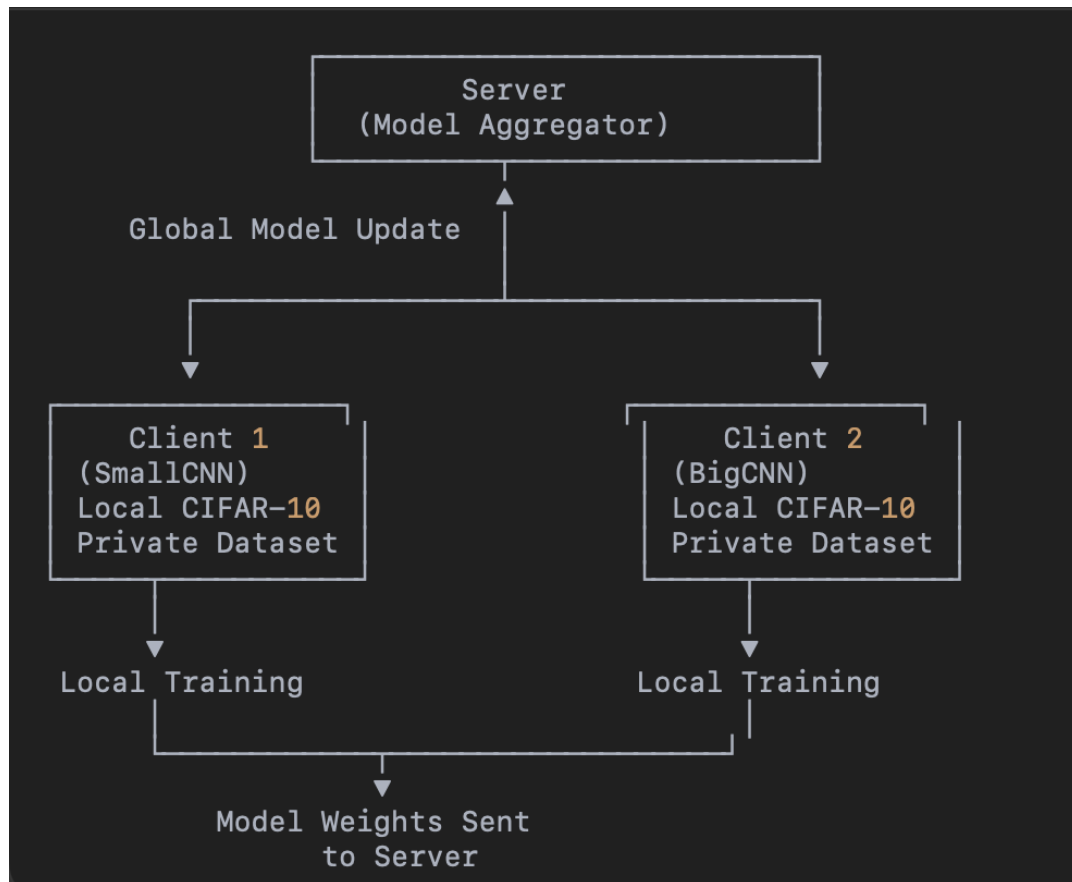 Server
(Model Aggregator)
Global Model Update
Client 1
(SmallCNN)
Local CIFAR-10
Private Dataset
Client 2
(BigCNN)
Local CIFAR-10
Private Dataset
Local Training
Local Training
Model Weights Sent
to Server